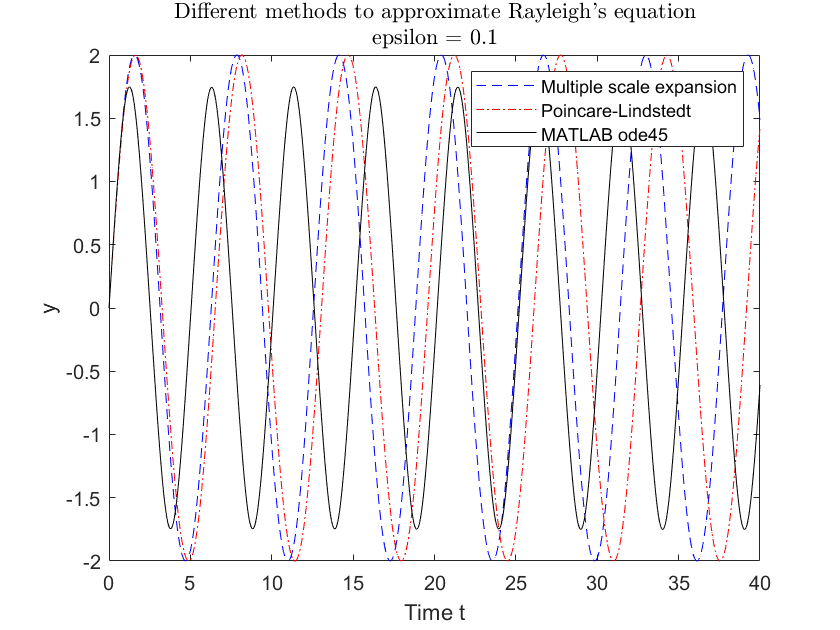 Different methods to approximate Rayleigh's equation
epsilon = 0.1
Multiple scale expansion
Poincare-Lindstedt
MATLAB ode45
2
1.5
1
0.5
0
-0.5
-1
-1.5
-2
y
0 5 10 15 20 25 30 35 40
Time t